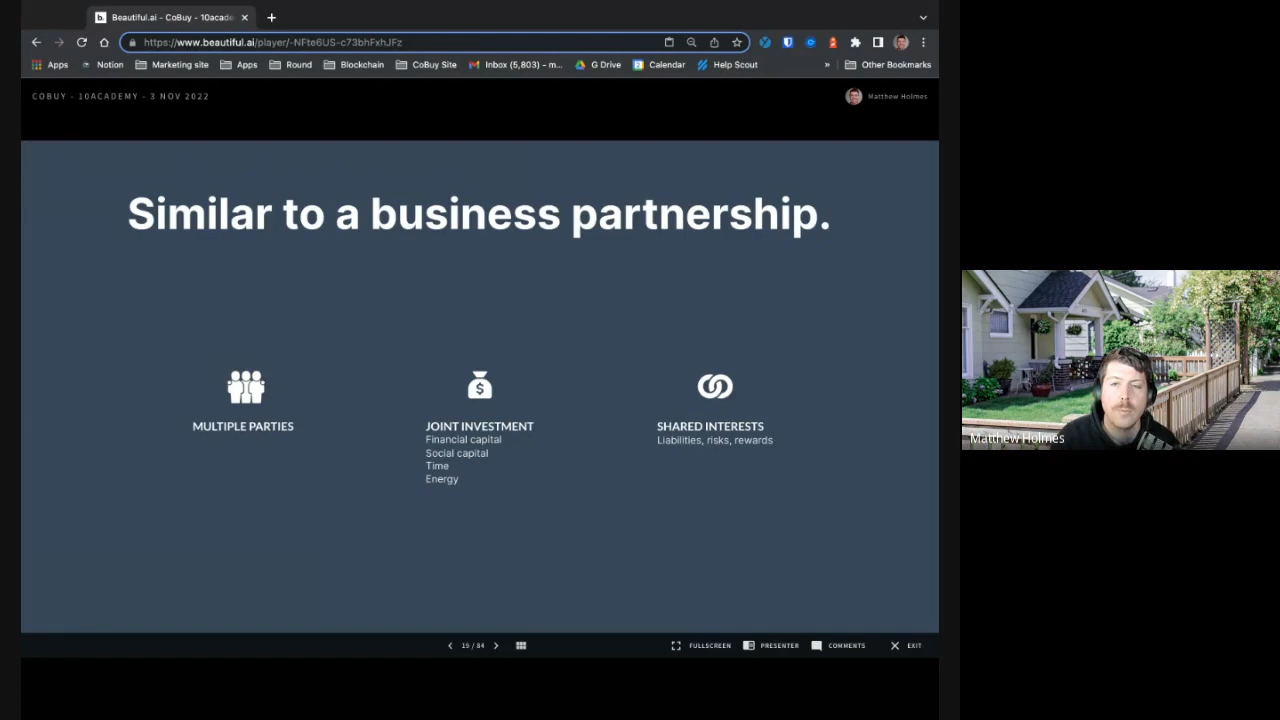 b. Beautiful.ai - CoBuy - 10acade
https://www.beautiful.ai/player/-NFte6US-c73bhFxhJFz
Apps Notion Marketing site Apps Round Blockchain CoBuy Site Inbox (5,803) – m... G Drive Calendar Help Scout » Other Bookmarks
COBUY - 10ACADEMY - 3 NOV 2022
Matthew Holmes
Similar to a business partnership.
MULTIPLE PARTIES
JOINT INVESTMENT
Financial capital
Social capital
Time
Energy
SHARED INTERESTS
Liabilities, risks, rewards
Matthew Holmes
19 / 84
FULLSCREEN PRESENTER COMMENTS EXIT